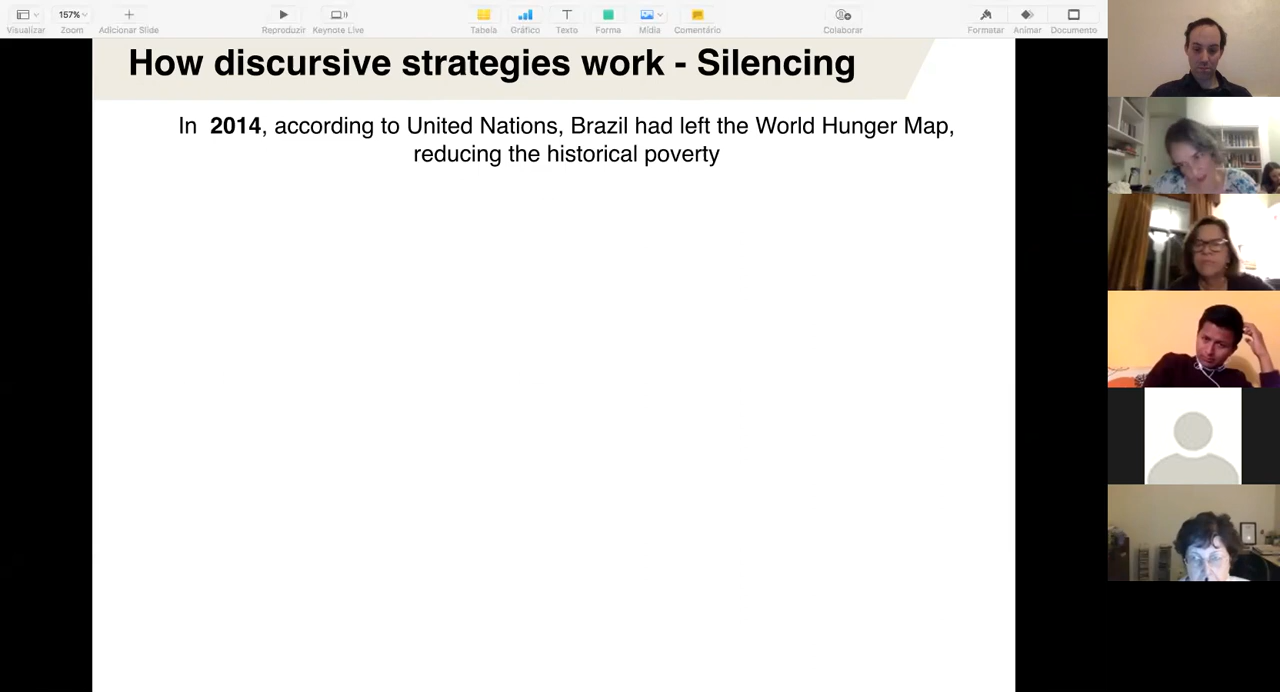 157%
Visualizar
Zoom
Adicionar Slide
Reproduzir
Keynote Live
Tabela
Gráfico
Texto
Forma
Mídia
Comentário
Colaborar
Formatar
Animar
Documento
How discursive strategies work - Silencing
In 2014, according to United Nations, Brazil had left the World Hunger Map,
reducing the historical poverty